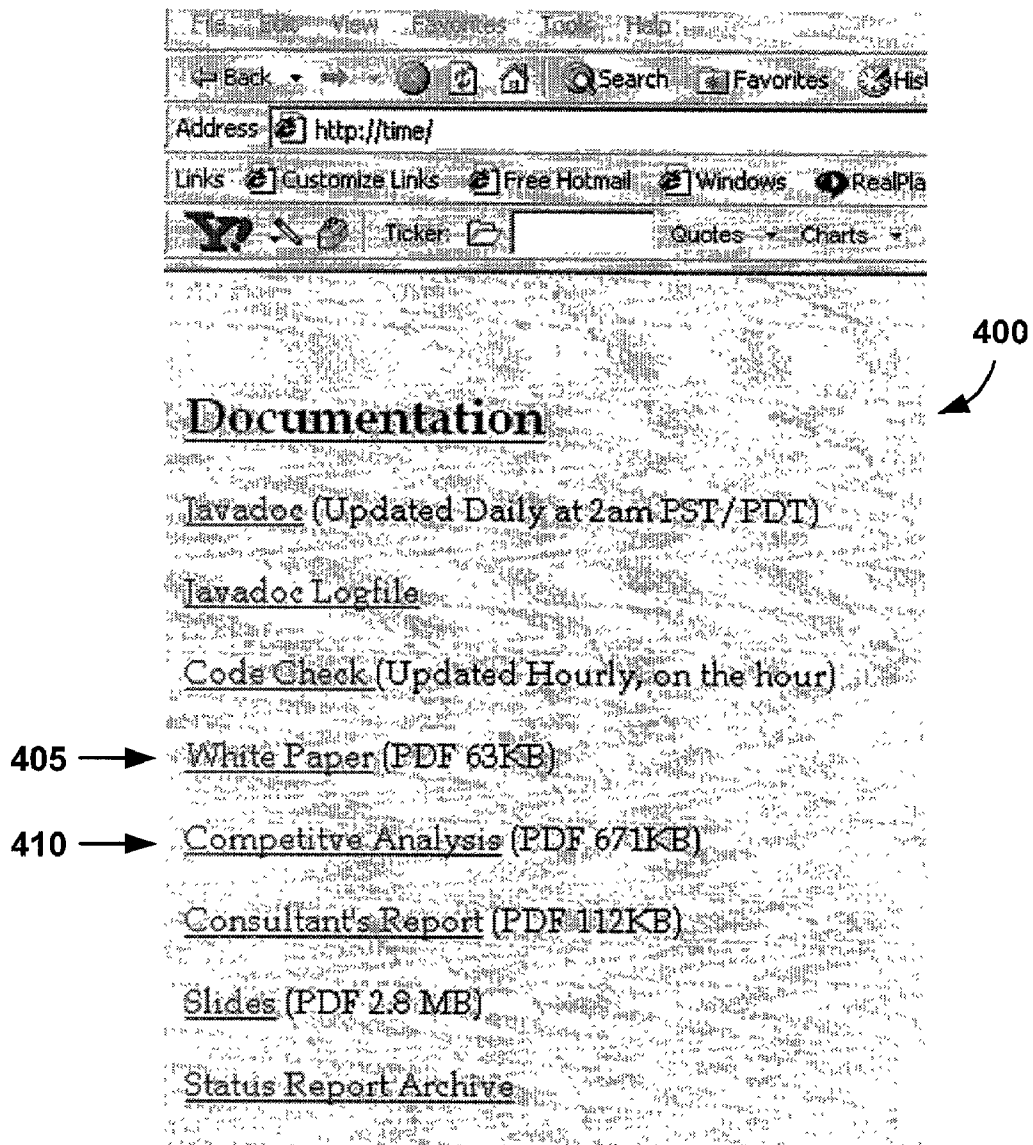 File Edit View Favorites Tools Help
Back Search Favorites His
Address http://time/
Links Customize Links Free Hotmail Windows RealPla
Y! Ticker: Quotes Charts
400
Documentation
Javadoc (Updated Daily at 2am PST/PDT)
Javadoc Logfile
Code Check (Updated Hourly, on the hour)
405 White Paper (PDF 63KB)
410 Competitve Analysis (PDF 671KB)
Consultant's Report (PDF 112KB)
Slides (PDF 2.8 MB)
Status Report Archive